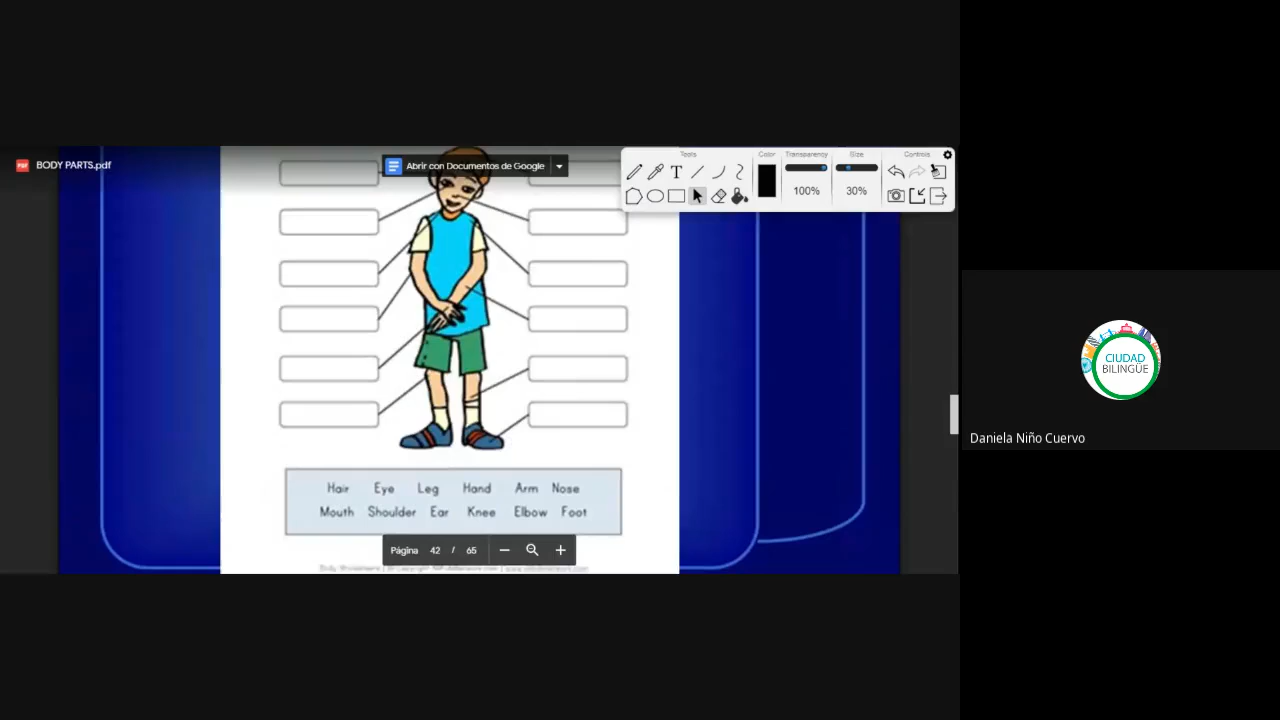 BODY PARTS.pdf
Abrir con Documentos de Google
Tools Color Transparency Size Controls
T
100% 30%
CIUDAD
BILINGÜE
Daniela Niño Cuervo
Hair Eye Leg Hand Arm Nose
Mouth Shoulder Ear Knee Elbow Foot
Página 42 / 65